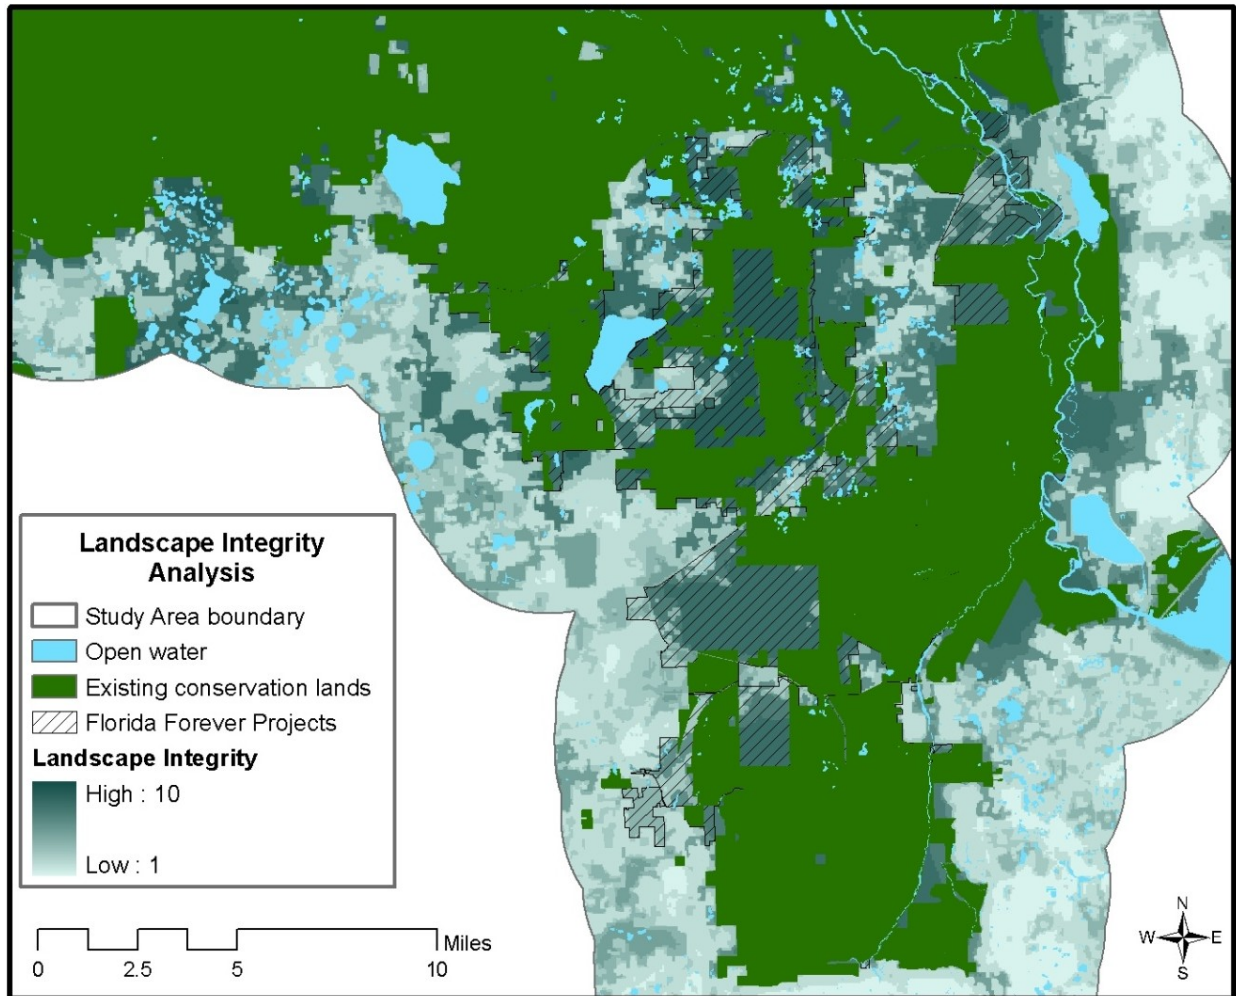 Landscape Integrity
Analysis
Study Area boundary
Open water
Existing conservation lands
Florida Forever Projects
Landscape Integrity
High : 10
Low : 1
Miles
0 2.5 5 10
N
W E
S